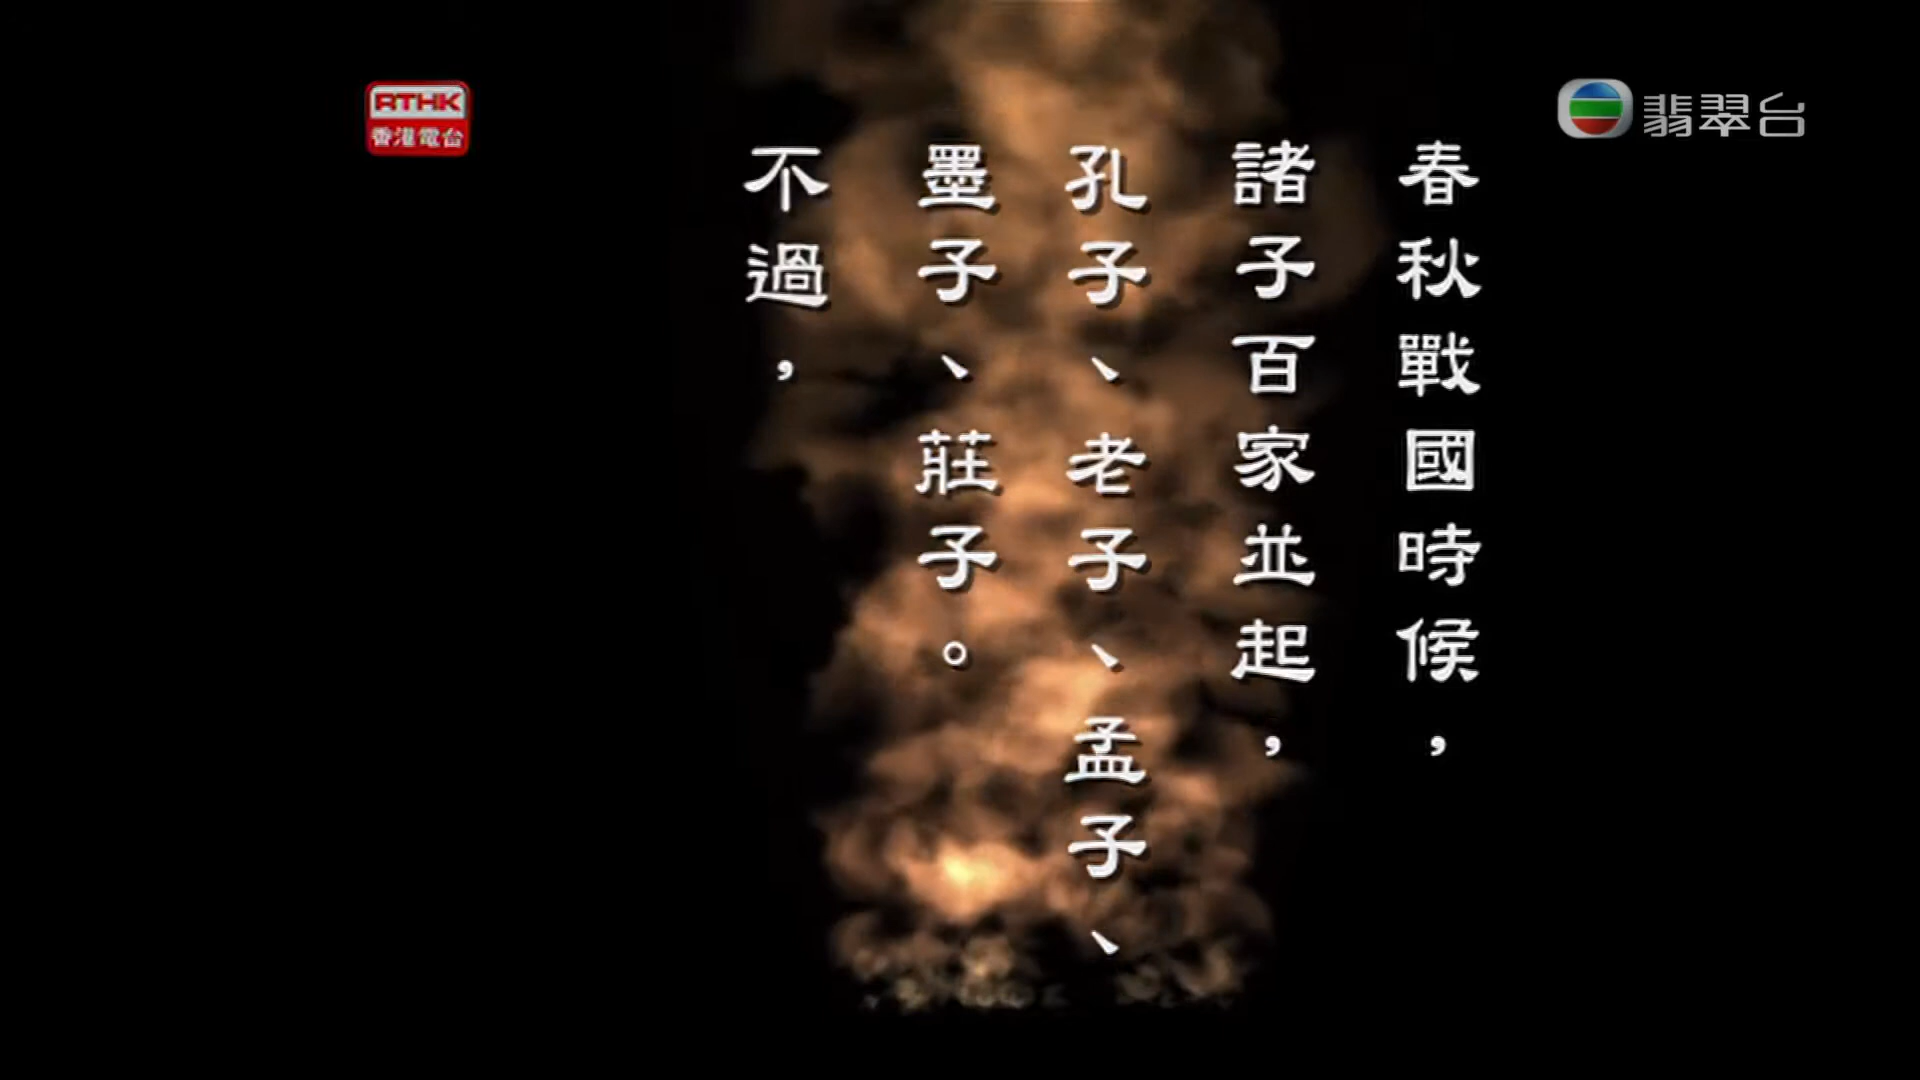 RTHK
香港電台
翡翠台
春秋戰國時候，
諸子百家並起，
孔子、老子、孟子、
墨子、莊子。
不過，